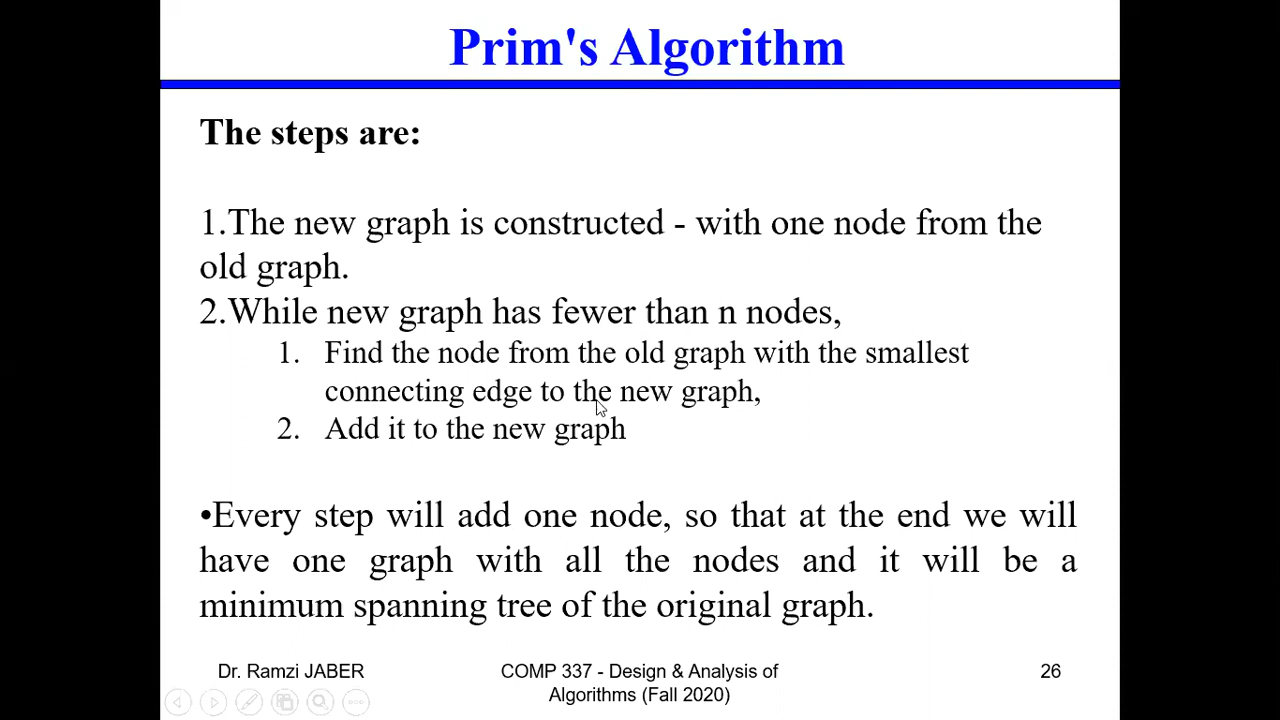 Prim's Algorithm
The steps are:
1.The new graph is constructed - with one node from the
old graph.
2.While new graph has fewer than n nodes,
1. Find the node from the old graph with the smallest
connecting edge to the new graph,
2. Add it to the new graph
•Every step will add one node, so that at the end we will
have one graph with all the nodes and it will be a
minimum spanning tree of the original graph.
Dr. Ramzi JABER
COMP 337 - Design & Analysis of
Algorithms (Fall 2020)
26